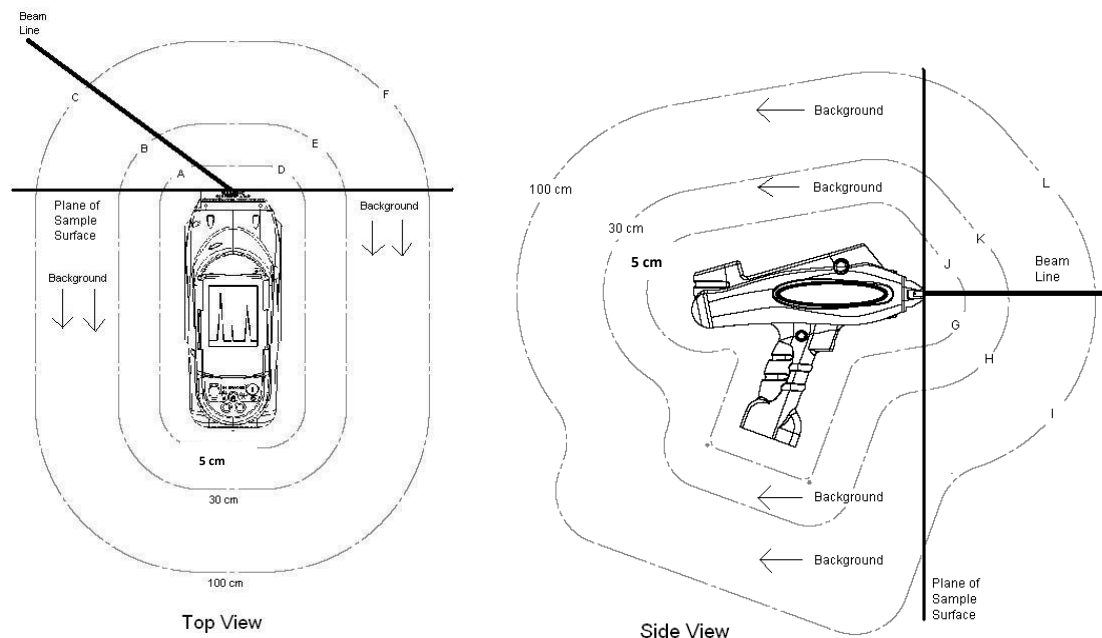 Beam
Line
C
F
B
E
A
D
Plane of
Sample
Surface
Background
Background
5 cm
30 cm
100 cm
Top View
Background
Background
100 cm
30 cm
5 cm
L
K
J
Beam
Line
G
H
I
Background
Background
Plane of
Sample
Surface
Side View